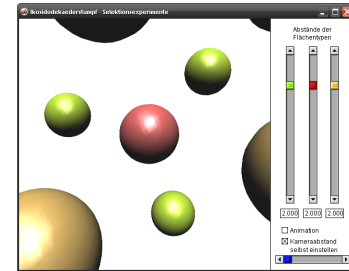 Ikosidodekaederstumpf - Selektionsexperimente
Abstände der
Flächentypen
2.000 2.000 2.000
Animation
Kameraabstand
selbst einstellen